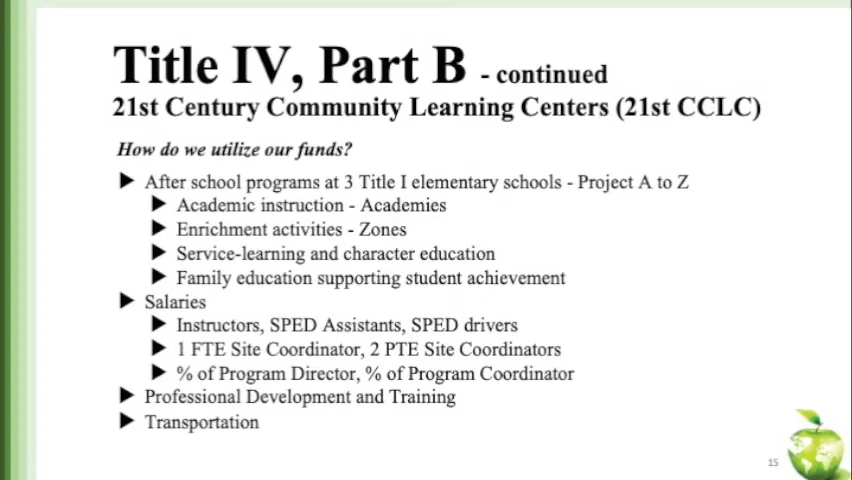 Title IV, Part B - continued
21st Century Community Learning Centers (21st CCLC)
How do we utilize our funds?
▶ After school programs at 3 Title I elementary schools - Project A to Z
▶ Academic instruction - Academies
▶ Enrichment activities - Zones
▶ Service-learning and character education
▶ Family education supporting student achievement
▶ Salaries
▶ Instructors, SPED Assistants, SPED drivers
▶ 1 FTE Site Coordinator, 2 PTE Site Coordinators
▶ % of Program Director, % of Program Coordinator
▶ Professional Development and Training
▶ Transportation
15